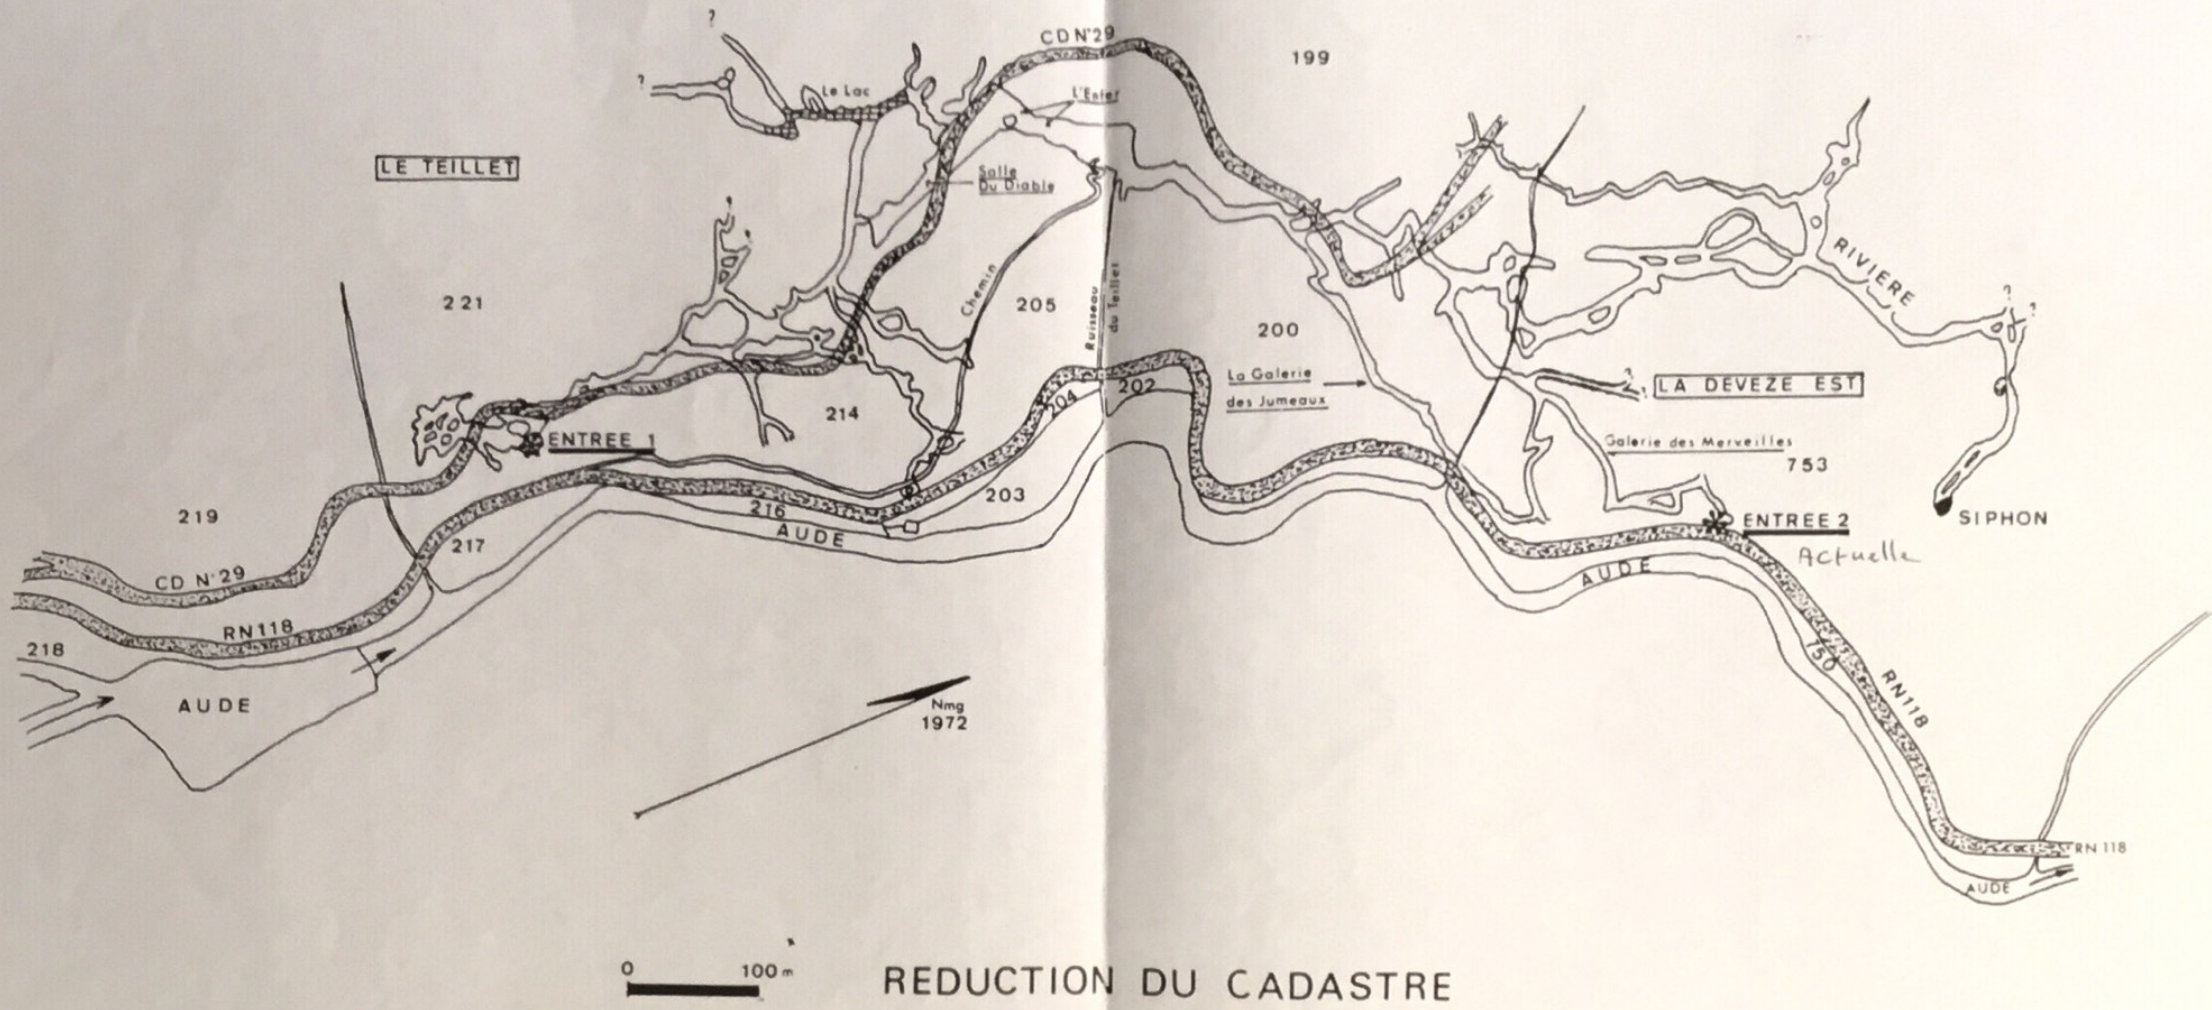 ?
CD N°29
199
?
Le Lac
L'Enfer
LE TEILLET
Salle
Du Diable
RIVIERE
221
Chemin
205
Ruisseau
du Teillet
200
?
?
La Galerie
des Jumeaux
202
204
?
?
LA DEVEZE EST
214
ENTREE 1
Galerie des Merveilles
753
203
219
216
AUDE
SIPHON
ENTREE 2
Actuelle
217
CD N°29
AUDE
RN118
218
750
AUDE
RN118
Nmg
1972
RN 118
AUDE
0 100 m
REDUCTION DU CADASTRE